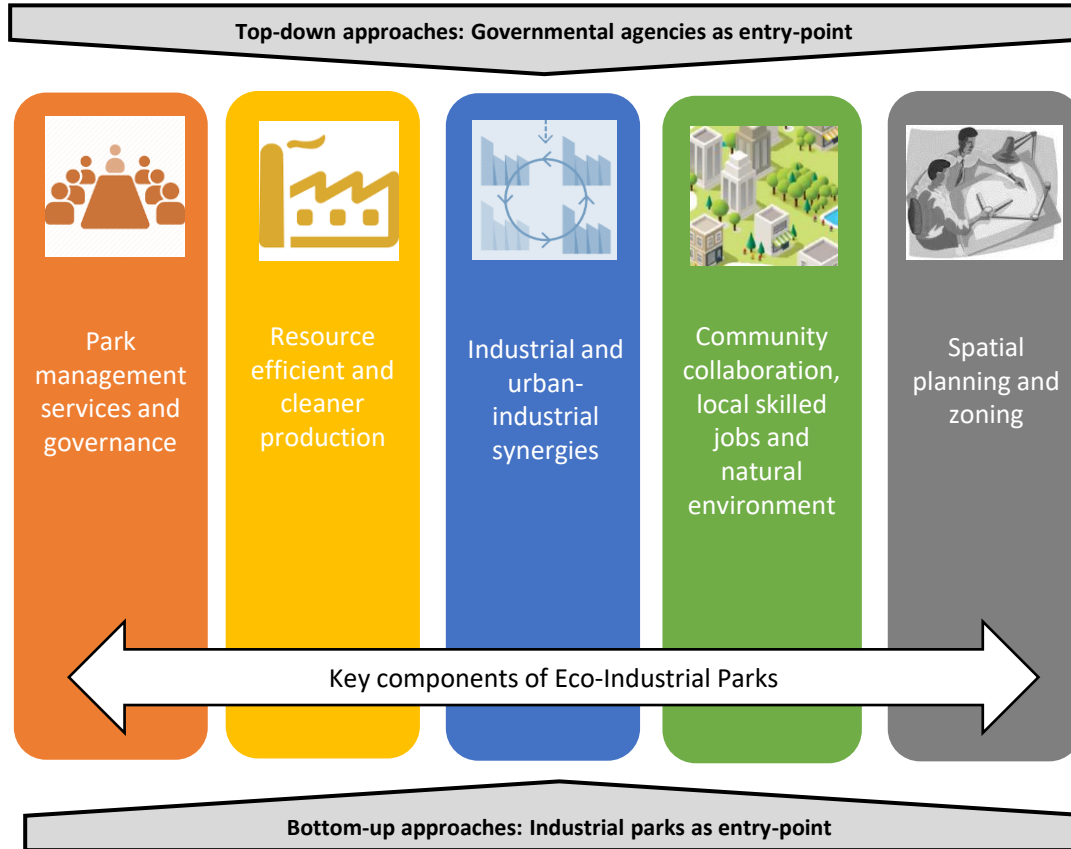 Top-down approaches: Governmental agencies as entry-point
Park
management
services and
governance
Resource
efficient and
cleaner
production
Industrial and
urban-
industrial
synergies
Community
collaboration,
local skilled
jobs and
natural
environment
Spatial
planning and
zoning
Key components of Eco-Industrial Parks
Bottom-up approaches: Industrial parks as entry-point